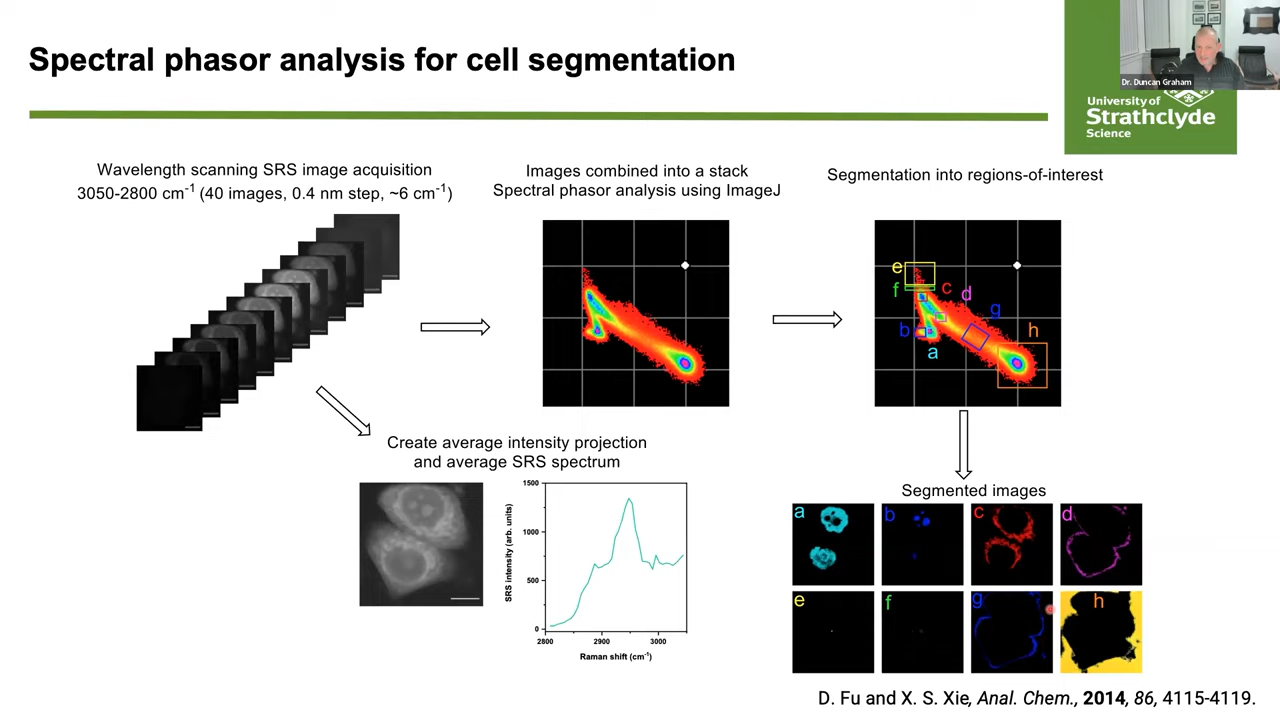 Spectral phasor analysis for cell segmentation
Dr. Duncan Graham
University of
Strathclyde
Science
Wavelength scanning SRS image acquisition
3050-2800 cm⁻¹ (40 images, 0.4 nm step, ~6 cm⁻¹)
Images combined into a stack
Spectral phasor analysis using ImageJ
Segmentation into regions-of-interest
e
f
c
d
g
b
a
h
Create average intensity projection
and average SRS spectrum
SRS intensity (arb. units)
1500
1000
500
0
2800
2900
3000
Raman shift (cm⁻¹)
Segmented images
a
b
c
d
e
f
g
h
D. Fu and X. S. Xie, Anal. Chem., 2014, 86, 4115-4119.